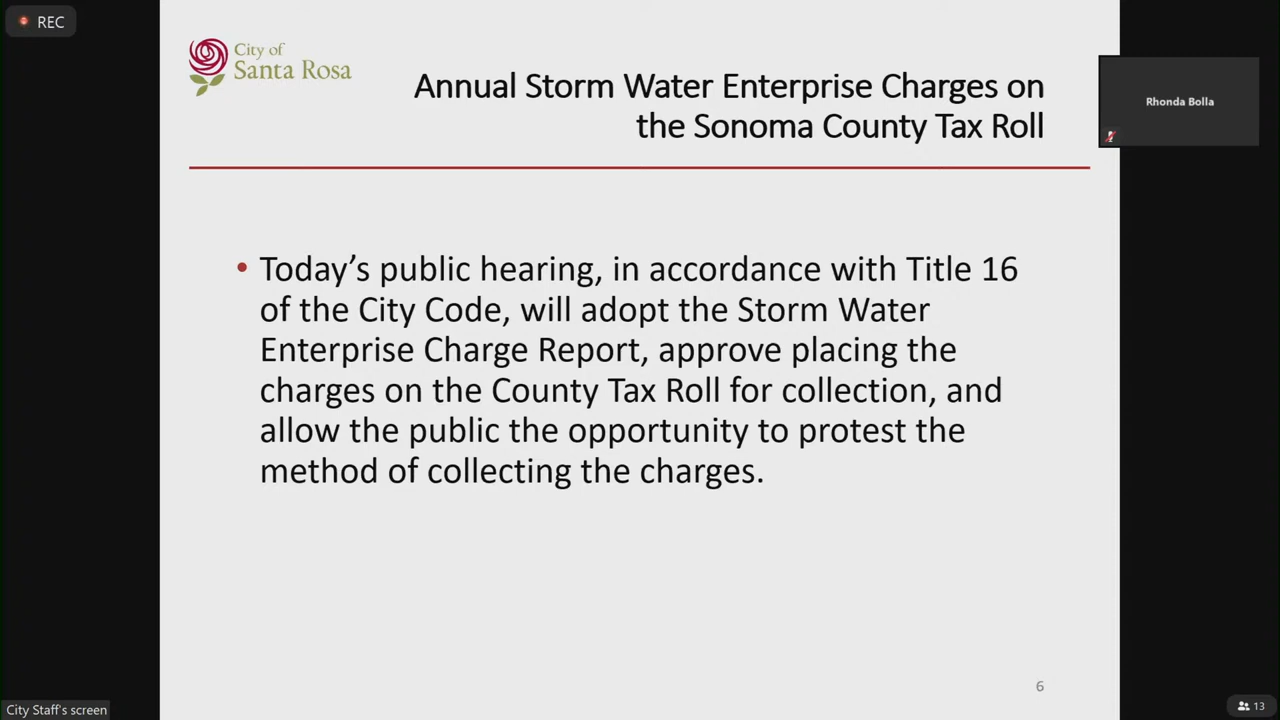 REC
City of
Santa Rosa
Annual Storm Water Enterprise Charges on
the Sonoma County Tax Roll
Rhonda Bolla
• Today’s public hearing, in accordance with Title 16
of the City Code, will adopt the Storm Water
Enterprise Charge Report, approve placing the
charges on the County Tax Roll for collection, and
allow the public the opportunity to protest the
method of collecting the charges.
6
City Staff's screen
13